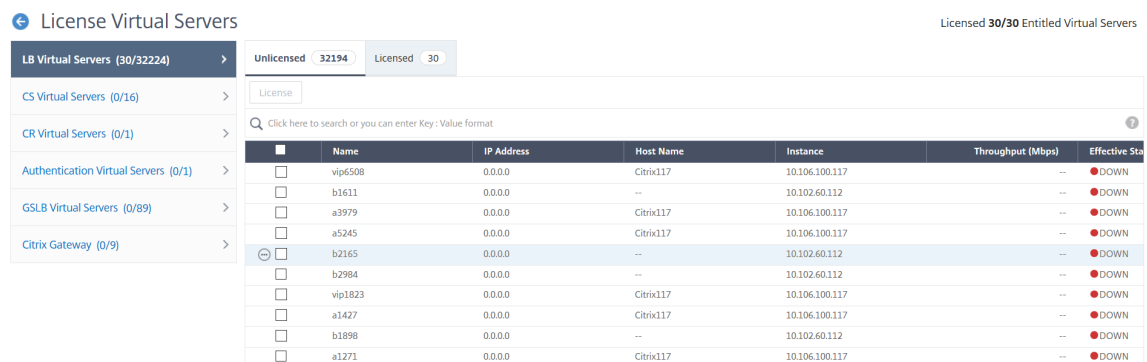 License Virtual Servers
Licensed 30/30 Entitled Virtual Servers
LB Virtual Servers (30/32224)
CS Virtual Servers (0/16)
CR Virtual Servers (0/1)
Authentication Virtual Servers (0/1)
GSLB Virtual Servers (0/89)
Citrix Gateway (0/9)
Unlicensed 32194 Licensed 30
License
Click here to search or you can enter Key : Value format
?
Name IP Address Host Name Instance Throughput (Mbps) Effective Sta
vip6508 0.0.0.0 Citrix117 10.106.100.117 -- DOWN
b1611 0.0.0.0 -- 10.102.60.112 -- DOWN
a3979 0.0.0.0 Citrix117 10.106.100.117 -- DOWN
a5245 0.0.0.0 Citrix117 10.106.100.117 -- DOWN
b2165 0.0.0.0 -- 10.102.60.112 -- DOWN
b2984 0.0.0.0 -- 10.102.60.112 -- DOWN
vip1823 0.0.0.0 Citrix117 10.106.100.117 -- DOWN
a1427 0.0.0.0 Citrix117 10.106.100.117 -- DOWN
b1898 0.0.0.0 -- 10.102.60.112 -- DOWN
a1271 0.0.0.0 Citrix117 10.106.100.117 -- DOWN